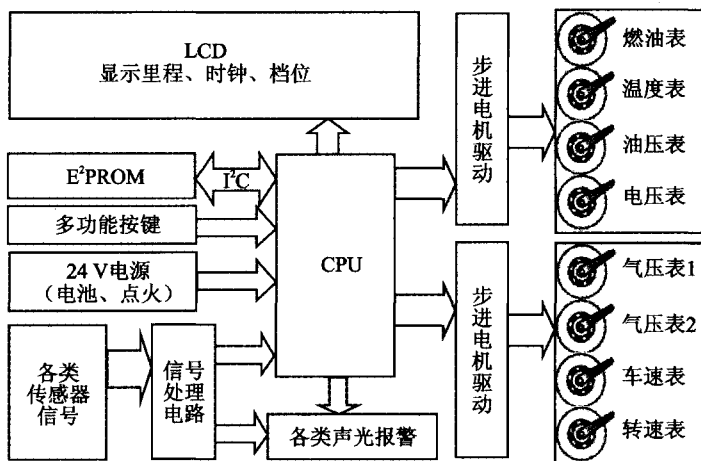 LCD
显示里程、时钟、档位
E²PROM
I²C
多功能按键
24 V电源
（电池、点火）
各类
传感器
信号
信号
处理
电路
CPU
各类声光报警
步进电机驱动
步进电机驱动
燃油表
温度表
油压表
电压表
气压表1
气压表2
车速表
转速表